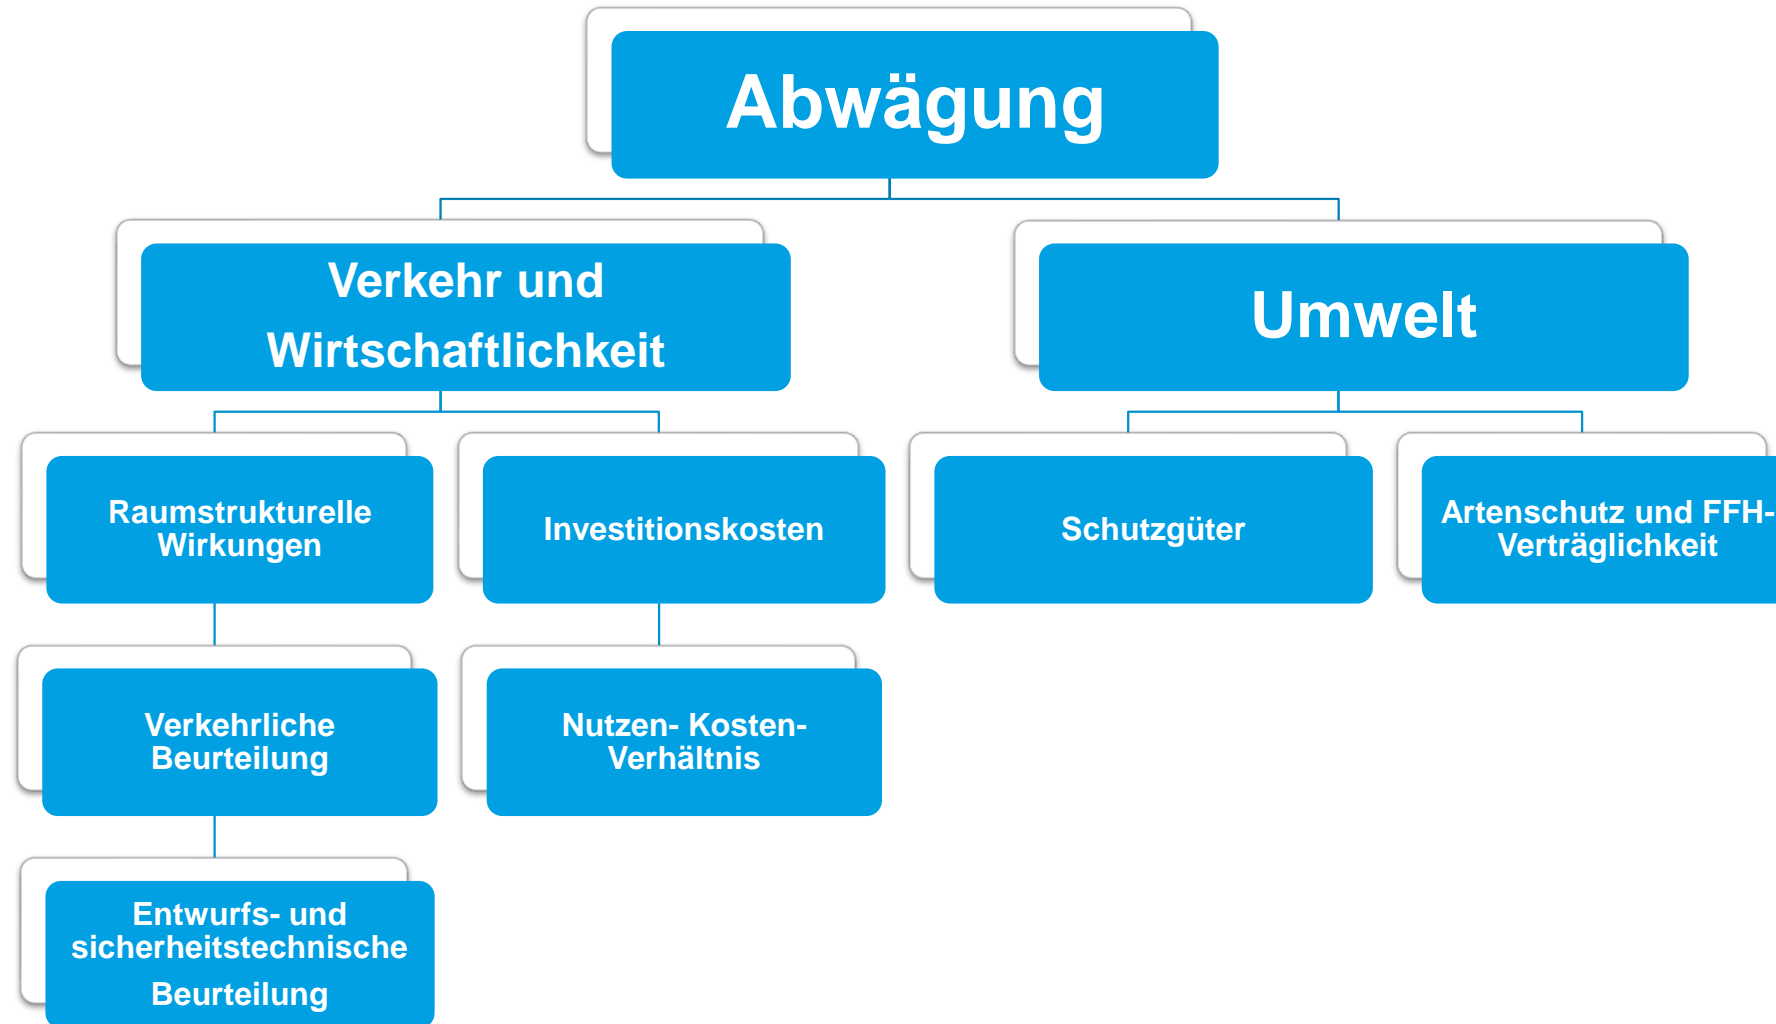 Abwägung
Verkehr und
Wirtschaftlichkeit
Umwelt
Raumstrukturelle
Wirkungen
Investitionskosten
Schutzgüter
Artenschutz und FFH-
Verträglichkeit
Verkehrliche
Beurteilung
Nutzen- Kosten-
Verhältnis
Entwurfs- und
sicherheitstechnische
Beurteilung